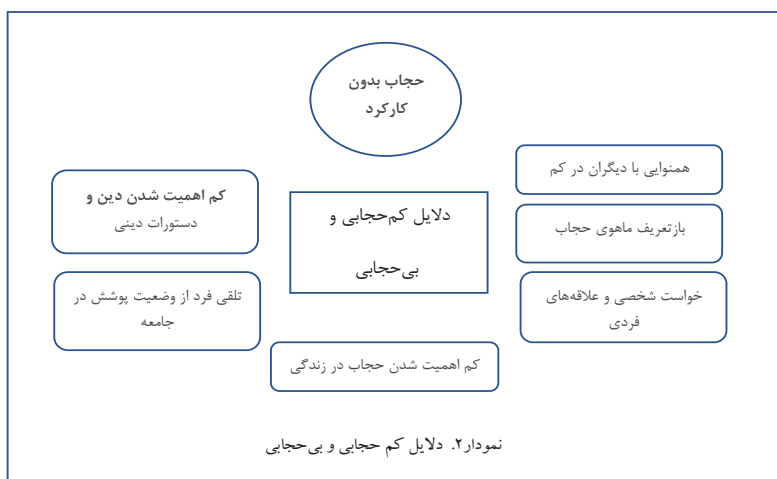 حجاب بدون
کارکرد
همنوایی با دیگران در کم
کم اهمیت شدن دین و
دستورات دینی
دلایل کم‌حجابی و
بی‌حجابی
بازتعریف ماهوی حجاب
خواست شخصی و علاقه‌های
فردی
تلقی فرد از وضعیت پوشش در
جامعه
کم اهمیت شدن حجاب در زندگی
نمودار۲. دلایل کم حجابی و بی‌حجابی